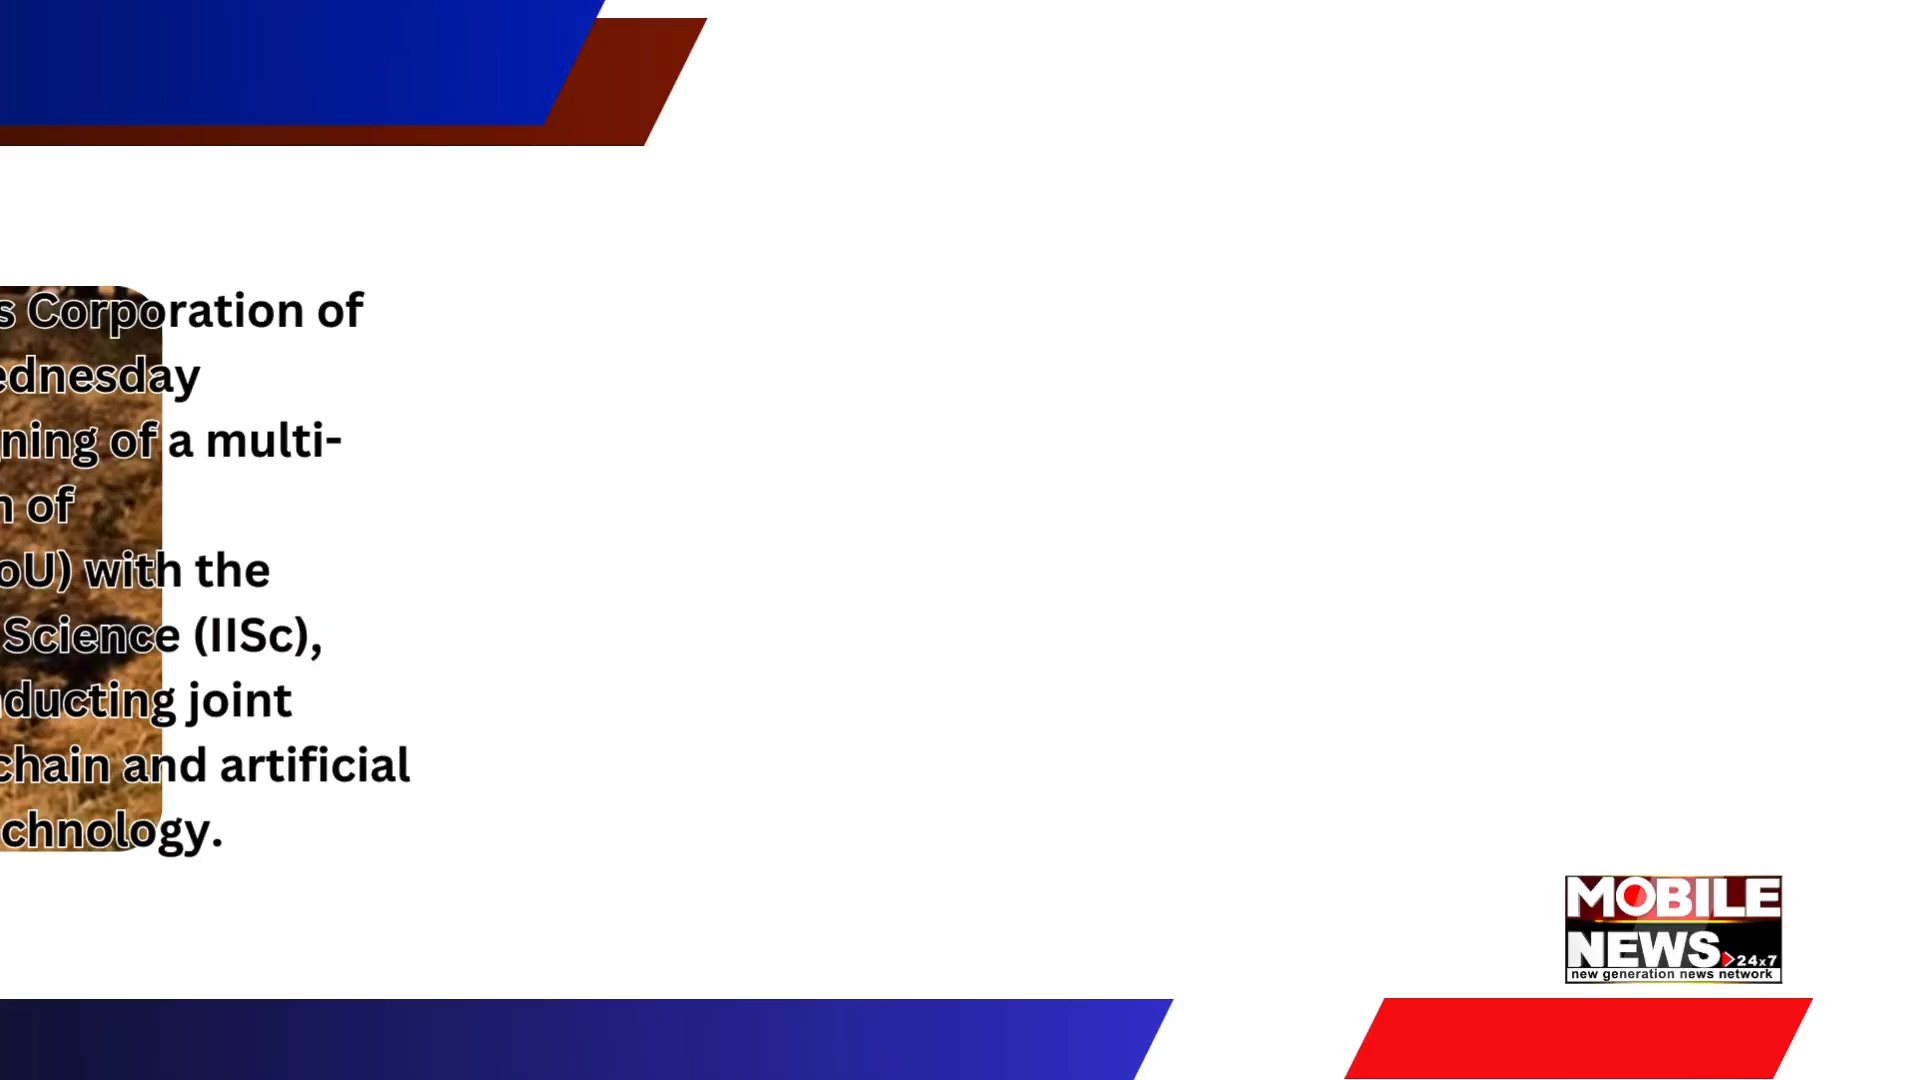 s Corporation of
ednesday
ning of a multi-
n of
oU) with the
Science (IISc),
ducting joint
chain and artificial
chnology.
MOBILE
NEWS 24x7
new generation news network